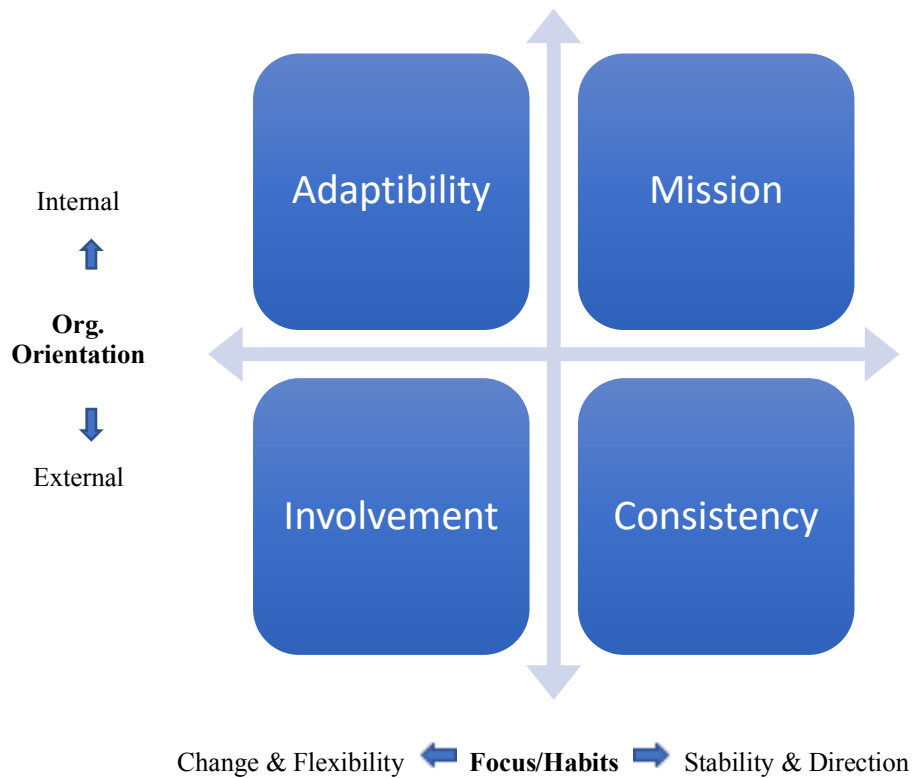 Adaptibility
Mission
Internal
Org.
Orientation
External
Involvement
Consistency
Change & Flexibility Focus/Habits Stability & Direction